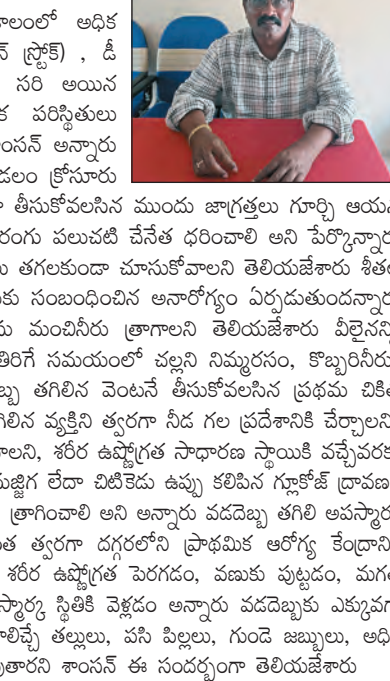 లంలో అధిక
స్ట్రోక్) , డీ
సరి అయిన
క పరిస్థితులు
ాంసన్ అన్నారు
డలం క్రోసూరు
తీసుకోవలసిన ముందు జాగ్రత్తలు గూర్చి ఆయన
రంగు పలుచటి చేనేత ధరించాలి అని పేర్కొన్నారు
తగలకుండా చూసుకోవాలని తెలియజేశారు శీతల
కు సంబంధించిన అనారోగ్యం ఏర్పడుతుందన్నారు
మంచినీరు త్రాగాలని తెలియజేశారు వీలైనన్ని
తిరిగే సమయంలో చల్లని నిమ్మరసం, కొబ్బరినీరు
బ్బ తగిలిన వెంటనే తీసుకోవలసిన ప్రథమ చికిత
గిలిన వ్యక్తిని త్వరగా నీడ గల ప్రదేశానికి చేర్చాలని
ాలని, శరీర ఉష్ణోగ్రత సాధారణ స్థాయికి వచ్చేవరకు
మజ్జిగ లేదా చిటికెడు ఉప్పు కలిపిన గ్లూకోజ్ ద్రావణ
త్రాగించాలి అని అన్నారు వడదెబ్బ తగిలి అపస్మార
త త్వరగా దగ్గరలోని ప్రాథమిక ఆరోగ్య కేంద్రాని
శరీర ఉష్ణోగ్రత పెరగడం, వణుకు పుట్టడం, మగత
స్మార్క స్థితికి వెళ్లడం అన్నారు వడదెబ్బకు ఎక్కువగ
ాలిచ్చే తల్లులు, పసి పిల్లలు, గుండె జబ్బులు, అధి
వుతారని శాంసన్ ఈ సందర్భంగా తెలియజేశారు